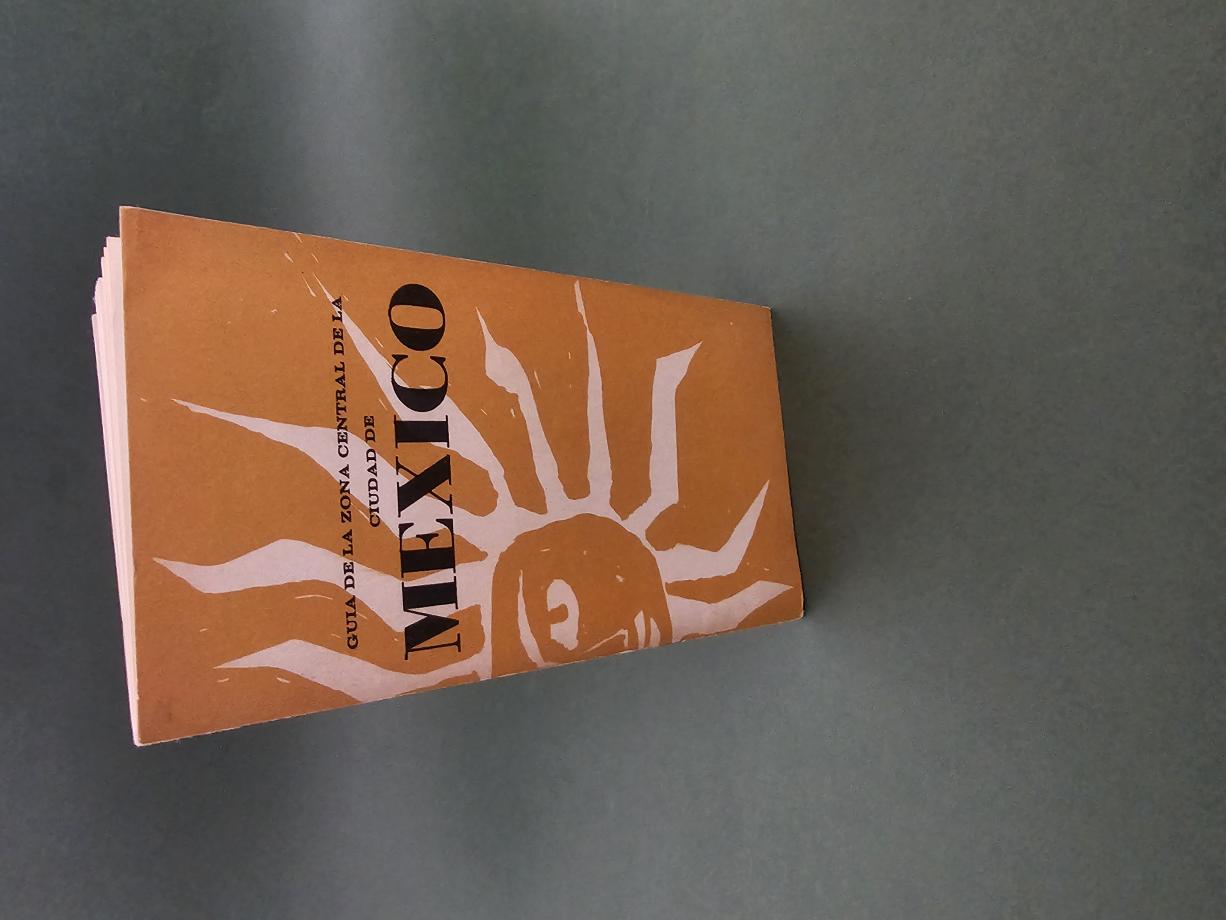 GUIA DE LA ZONA CENTRAL DE LA
CIUDAD DE
MEXICO